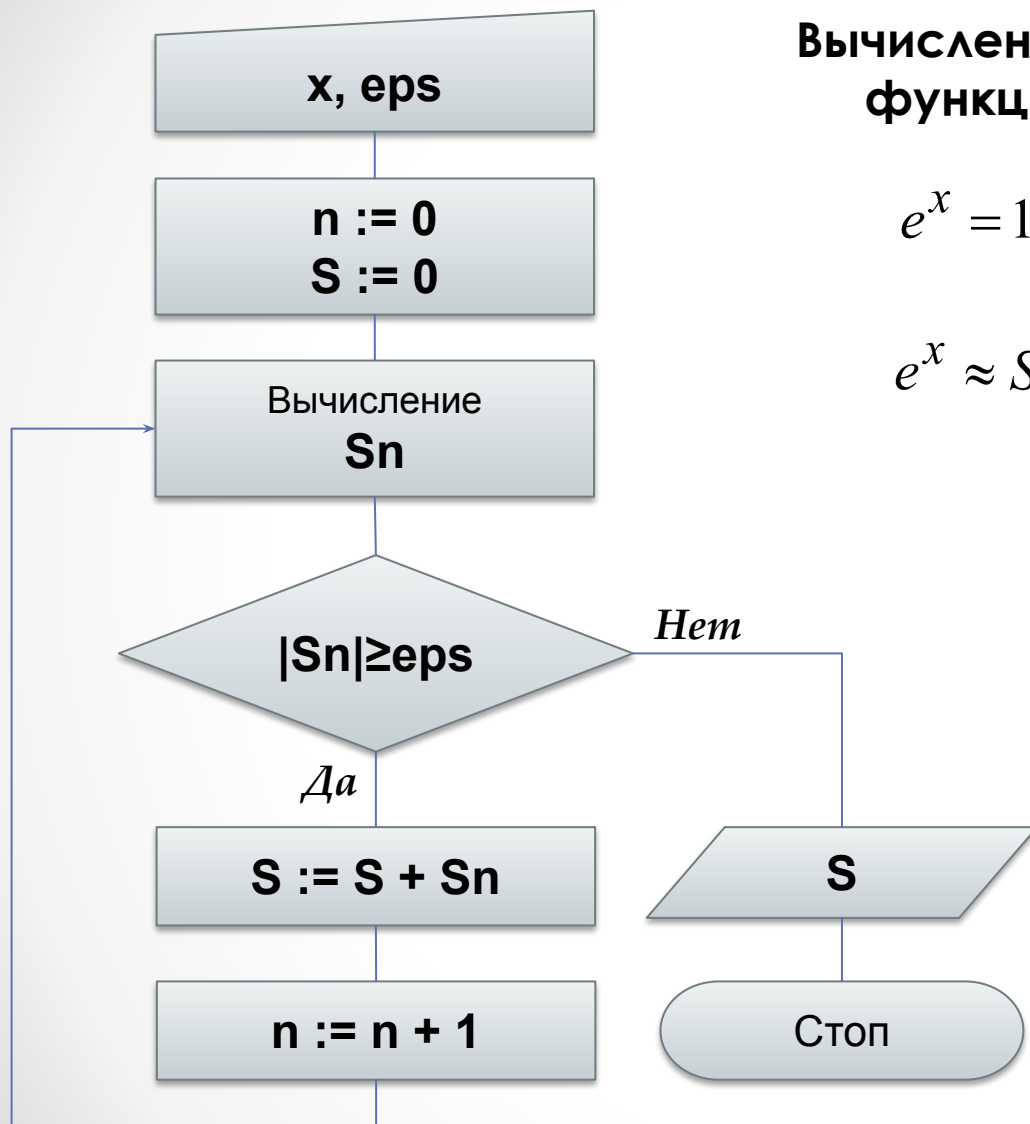 x, eps
n := 0
S := 0
Вычисление
Sn
|Sn|≥eps
Нет
Да
S := S + Sn
n := n + 1
S
Стоп
Вычислен
функц
e^x = 1
e^x ≈ S